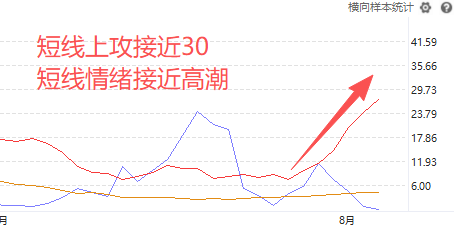 横向样本统计
短线上攻接近30
短线情绪接近高潮
41.59
35.66
29.73
23.79
17.86
11.93
6.00
月
8月